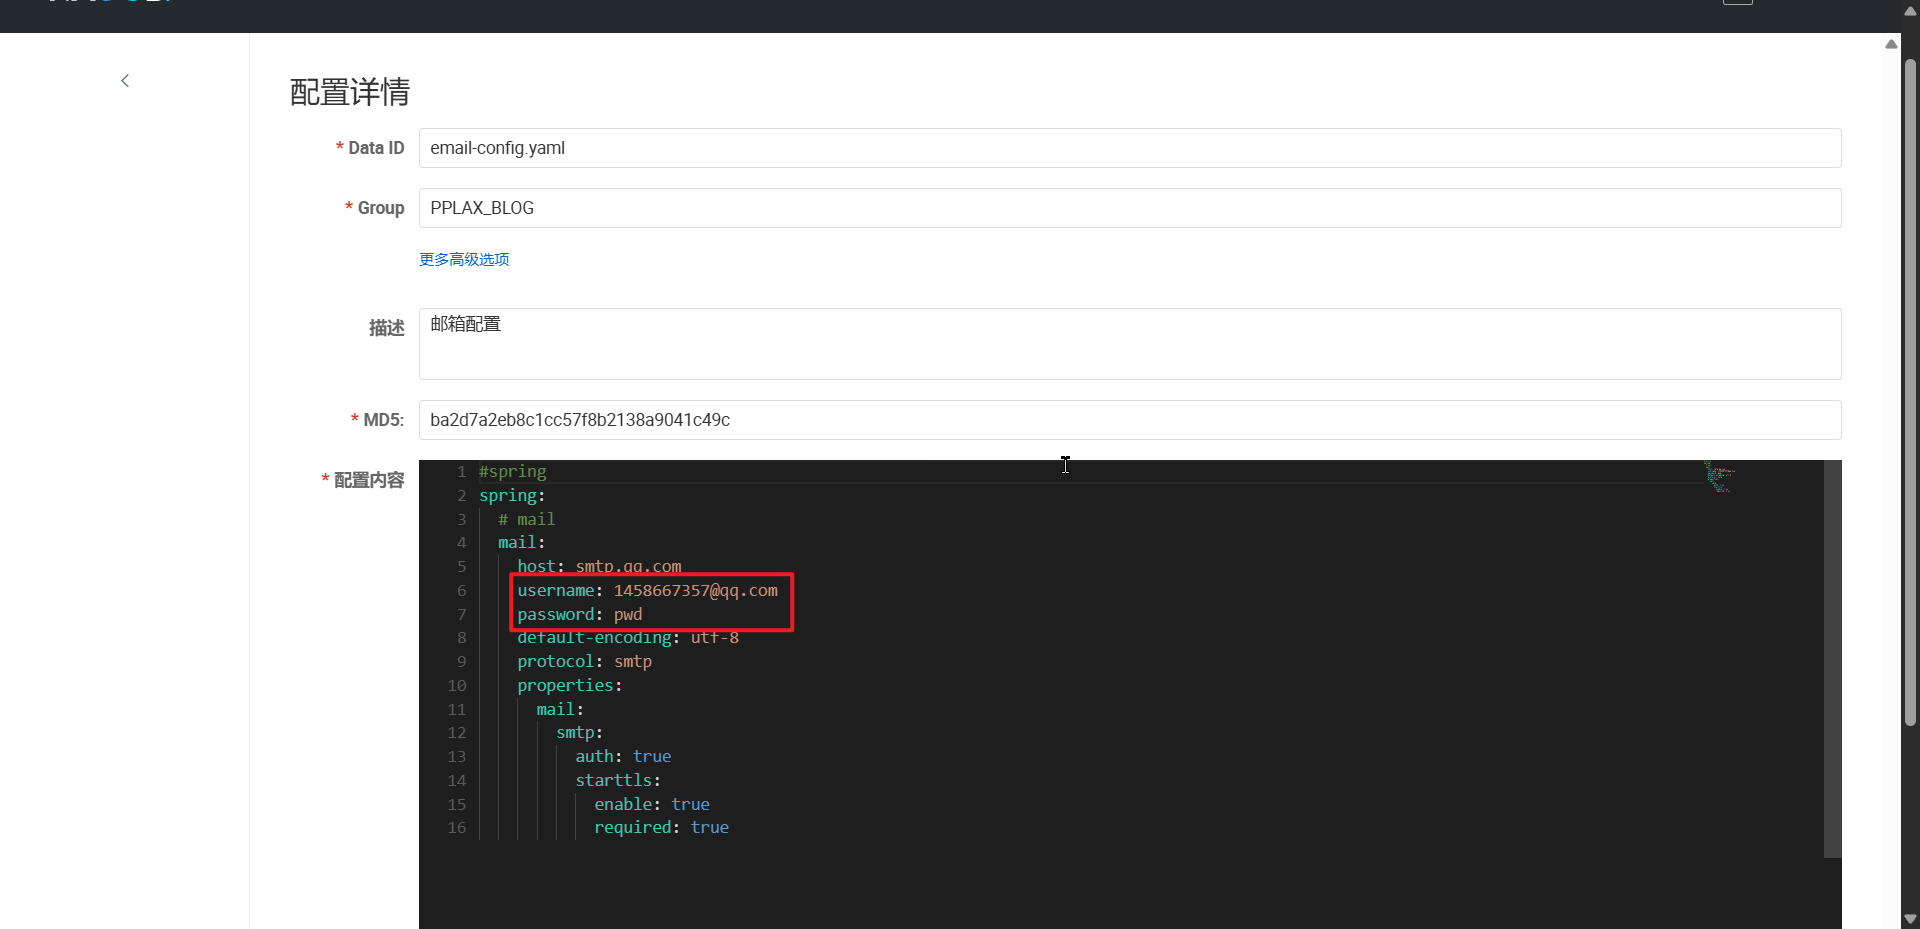 配置详情
* Data ID
email-config.yaml
* Group
PPLAX_BLOG
更多高级选项
描述
邮箱配置
* MD5:
ba2d7a2eb8c1cc57f8b2138a9041c49c
* 配置内容
1 #spring
2 spring:
3 # mail
4 mail:
5 host: smtp.qq.com
6 username: 1458667357@qq.com
7 password: pwd
8 default-encoding: utf-8
9 protocol: smtp
10 properties:
11 mail:
12 smtp:
13 auth: true
14 starttls:
15 enable: true
16 required: true